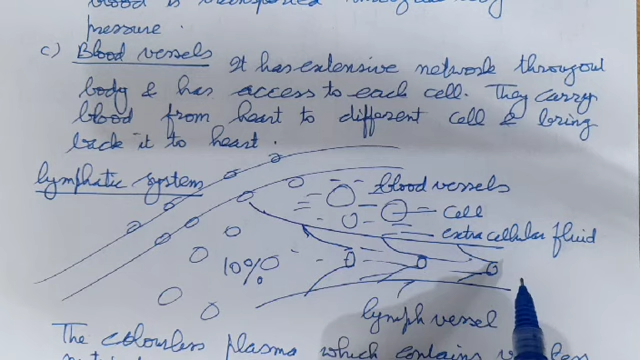 pressure.
c) Blood vessels It has extensive network throughout
body & has access to each cell. They carry
blood from heart to different cell & bring
back it to heart.
lymphatic system
blood vessels
cell
extracellular fluid
10%
lymph vessel
The colourless plasma which contains